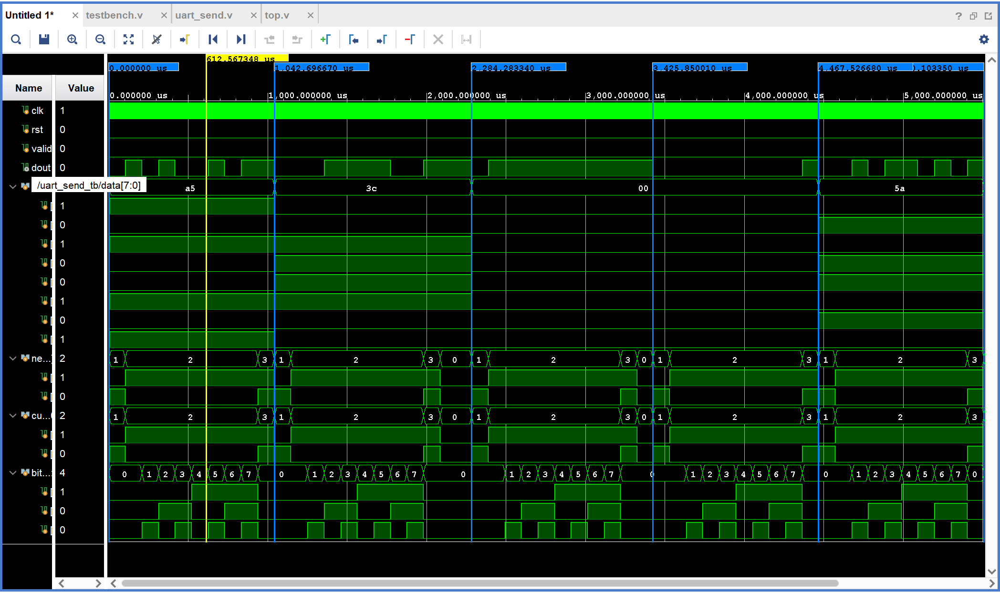 Untitled 1* testbench.v uart_send.v top.v
612.567348 us
0.000000 us 1,042.696670 us 2,284.283340 us 3,425.850010 us 4,467.526680 us 0.103350 us
Name Value
0.000000 us 1,000.000000 us 2,000.000000 us 3,000.000000 us 4,000.000000 us 5,000.000000 us
clk 1
rst 0
valid 0
dout 0
/uart_send_tb/data[7:0] a5 3c 00 5a
[ 1
[ 0
[ 1
[ 0
[ 0
[ 1
[ 0
[ 1
ne... 2 1 2 3 1 2 3 0 1 2 3 0 1 2 3 1 2 3
[ 1
[ 0
cu... 2 1 2 3 1 2 3 0 1 2 3 0 1 2 3 1 2 3
[ 1
[ 0
bit... 4 0 1 2 3 4 5 6 7 0 1 2 3 4 5 6 7 0 1 2 3 4 5 6 7 0 1 2 3 4 5 6 7 0 1 2 3 4 5 6 7 0
[ 1
[ 0
[ 0